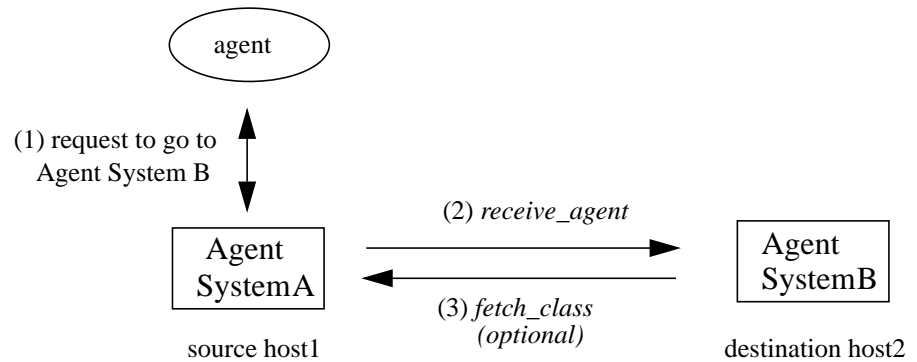 agent
(1) request to go to
Agent System B
(2) receive_agent
Agent
SystemA
Agent
SystemB
(3) fetch_class
(optional)
source host1
destination host2